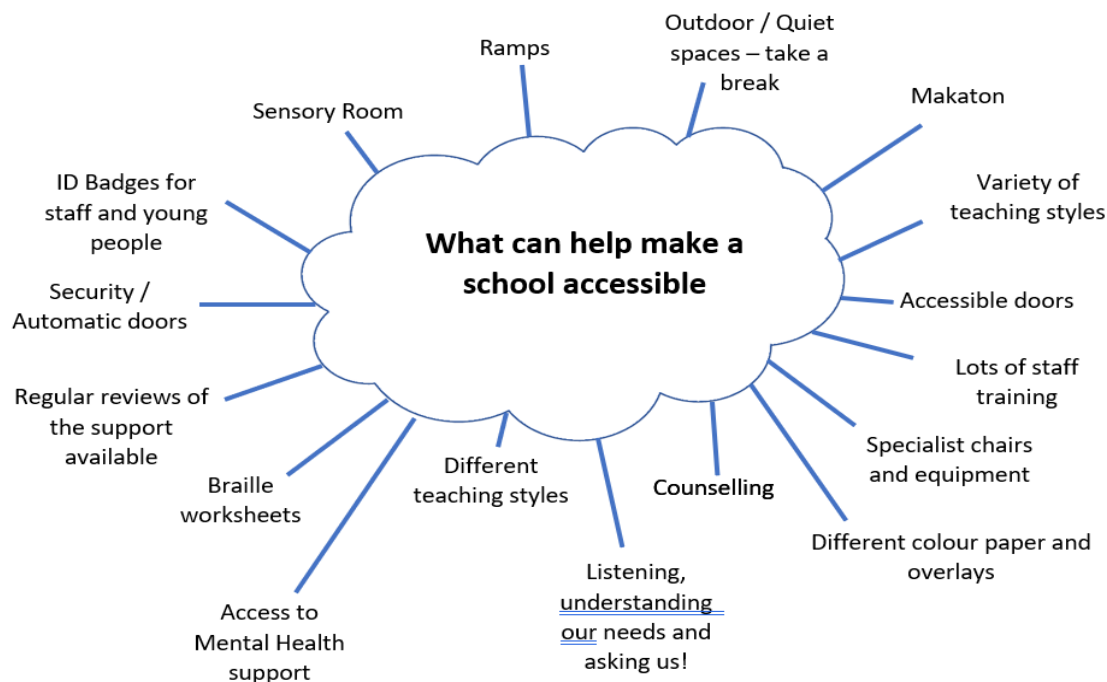 What can help make a
school accessible
Ramps
Outdoor / Quiet
spaces – take a
break
Makaton
Variety of
teaching styles
Accessible doors
Lots of staff
training
Specialist chairs
and equipment
Different colour paper and
overlays
Counselling
Listening,
understanding
our needs and
asking us!
Different
teaching styles
Access to
Mental Health
support
Braille
worksheets
Regular reviews of
the support
available
Security /
Automatic doors
ID Badges for
staff and young
people
Sensory Room